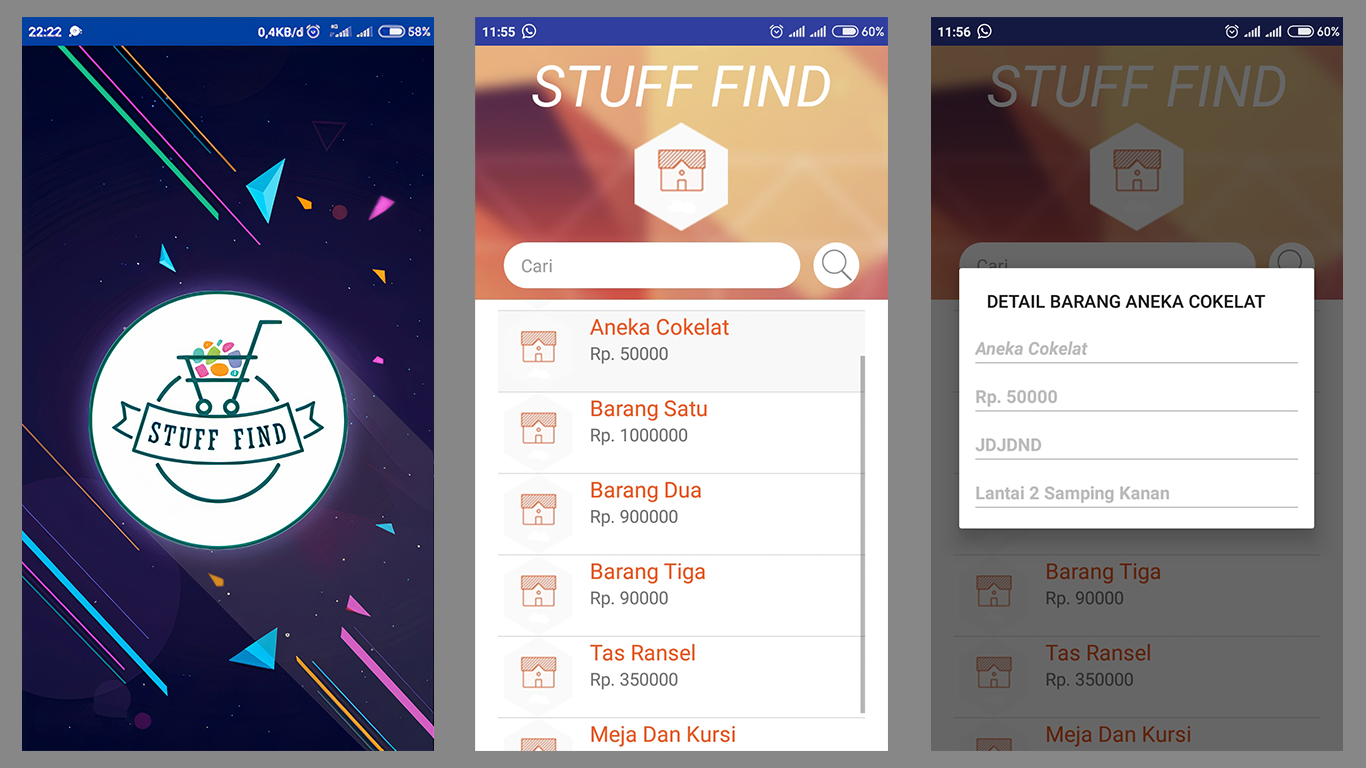 22:22
0,4KB/d
58%
STUFF FIND
11:55
60%
STUFF FIND
Cari
Aneka Cokelat
Rp. 50000
Barang Satu
Rp. 1000000
Barang Dua
Rp. 900000
Barang Tiga
Rp. 90000
Tas Ransel
Rp. 350000
Meja Dan Kursi
11:56
60%
STUFF FIND
Cari
DETAIL BARANG ANEKA COKELAT
Aneka Cokelat
Rp. 50000
JDJDND
Lantai 2 Samping Kanan
Barang Tiga
Rp. 90000
Tas Ransel
Rp. 350000
Meja Dan Kursi